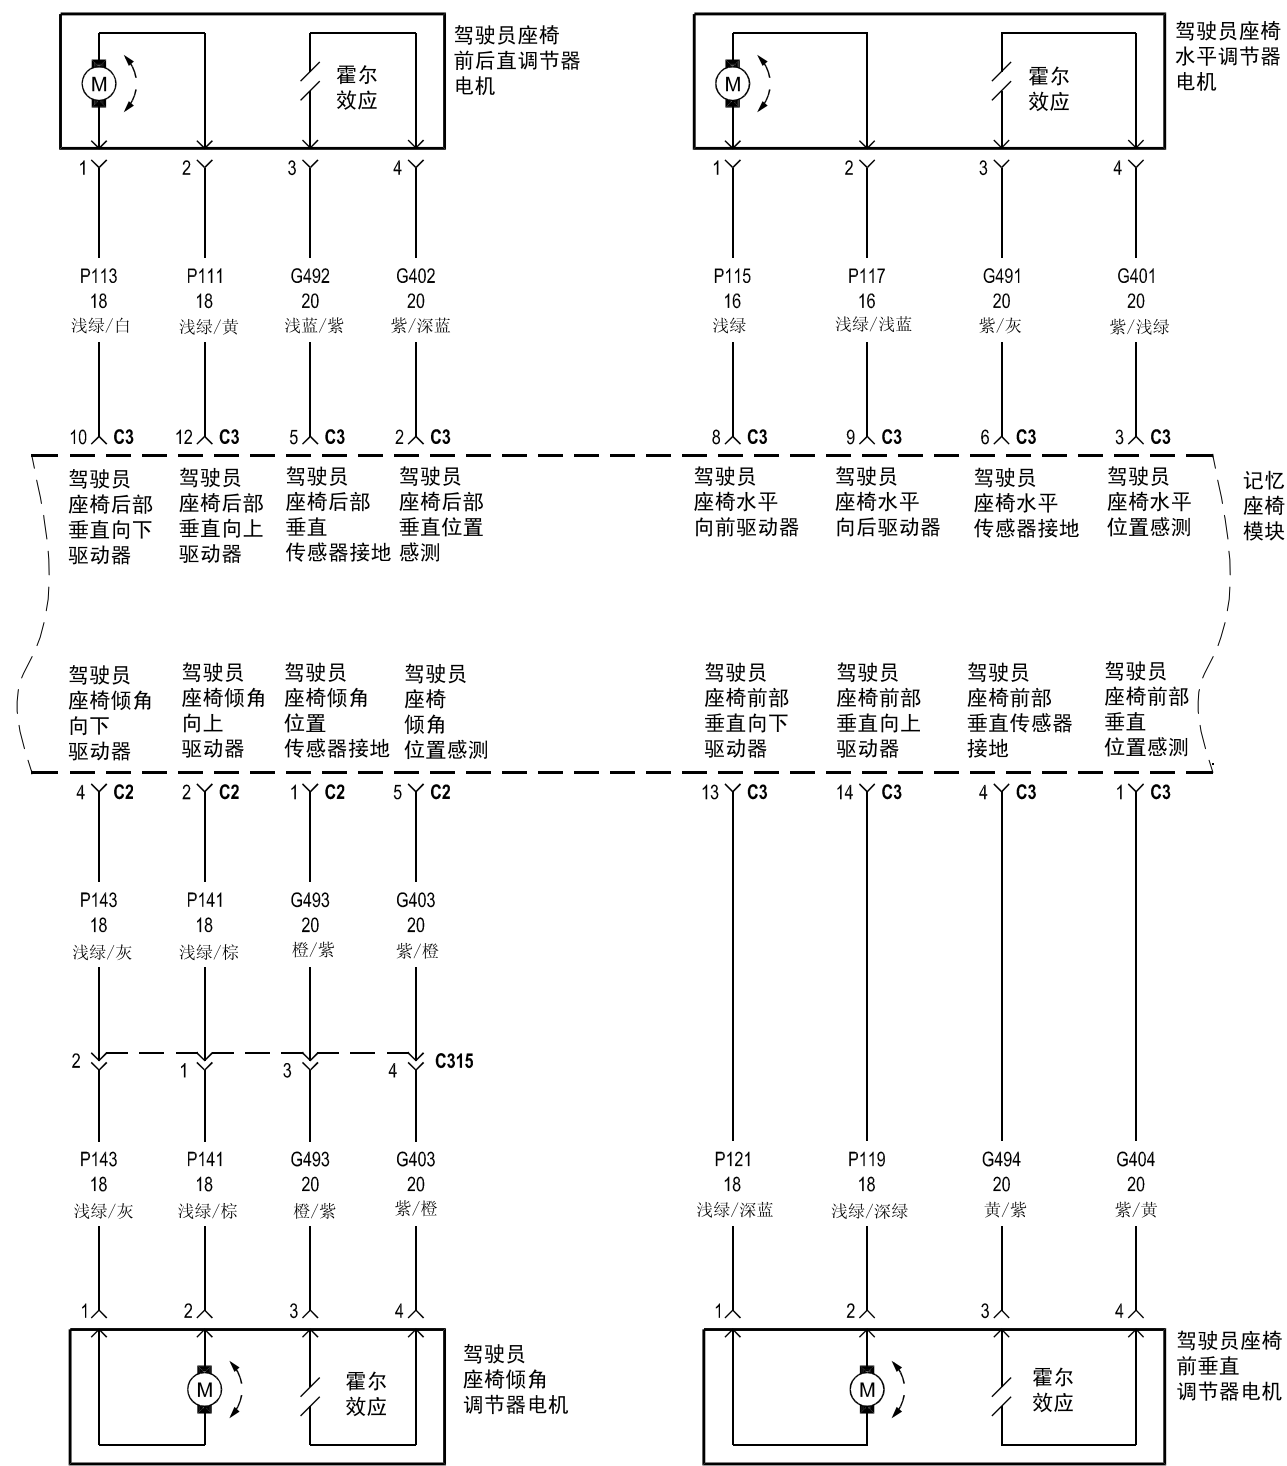 驾驶员座椅
前后直调节器
电机
M
霍尔
效应
驾驶员座椅
水平调节器
电机
M
霍尔
效应
1 2 3 4
1 2 3 4
P113 P111 G492 G402
18 18 20 20
浅绿/白 浅绿/黄 浅蓝/紫 紫/深蓝
P115 P117 G491 G401
16 16 20 20
浅绿 浅绿/浅蓝 紫/灰 紫/浅绿
10 C3 12 C3 5 C3 2 C3
8 C3 9 C3 6 C3 3 C3
驾驶员
座椅后部
垂直向下
驱动器
驾驶员
座椅后部
垂直向上
驱动器
驾驶员
座椅后部
垂直
传感器接地
驾驶员
座椅后部
垂直位置
感测
驾驶员
座椅水平
向前驱动器
驾驶员
座椅水平
向后驱动器
驾驶员
座椅水平
传感器接地
驾驶员
座椅水平
位置感测
记忆
座椅
模块
驾驶员
座椅倾角
向下
驱动器
驾驶员
座椅倾角
向上
驱动器
驾驶员
座椅倾角
位置
传感器接地
驾驶员
座椅
倾角
位置感测
驾驶员
座椅前部
垂直向下
驱动器
驾驶员
座椅前部
垂直向上
驱动器
驾驶员
座椅前部
垂直传感器
接地
驾驶员
座椅前部
垂直
位置感测
4 C2 2 C2 1 C2 5 C2
13 C3 14 C3 4 C3 1 C3
P143 P141 G493 G403
18 18 20 20
浅绿/灰 浅绿/棕 橙/紫 紫/橙
2 1 3 4 C315
P143 P141 G493 G403
18 18 20 20
浅绿/灰 浅绿/棕 橙/紫 紫/橙
P121 P119 G494 G404
18 18 20 20
浅绿/深蓝 浅绿/深绿 黄/紫 紫/黄
1 2 3 4
1 2 3 4
M
霍尔
效应
驾驶员
座椅倾角
调节器电机
M
霍尔
效应
驾驶员座椅
前垂直
调节器电机